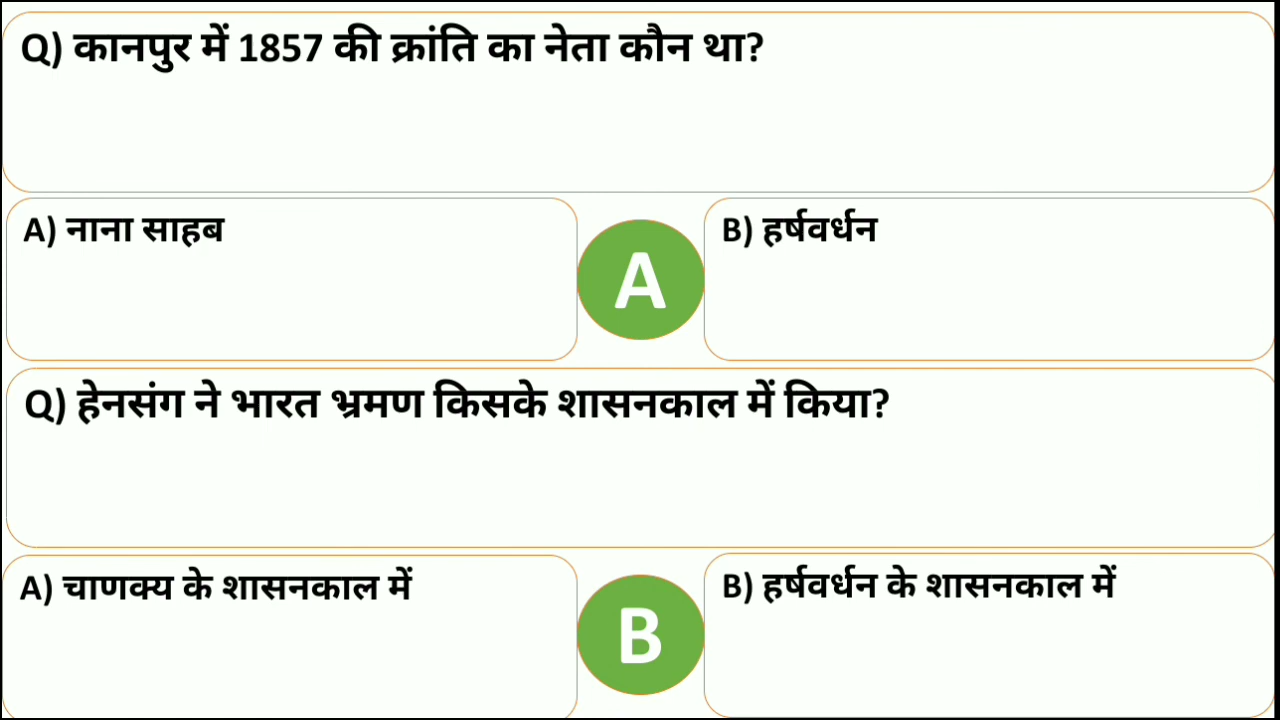 Q) कानपुर में 1857 की क्रांति का नेता कौन था?
A) नाना साहब
A
B) हर्षवर्धन
Q) हेनसंग ने भारत भ्रमण किसके शासनकाल में किया?
A) चाणक्य के शासनकाल में
B
B) हर्षवर्धन के शासनकाल में